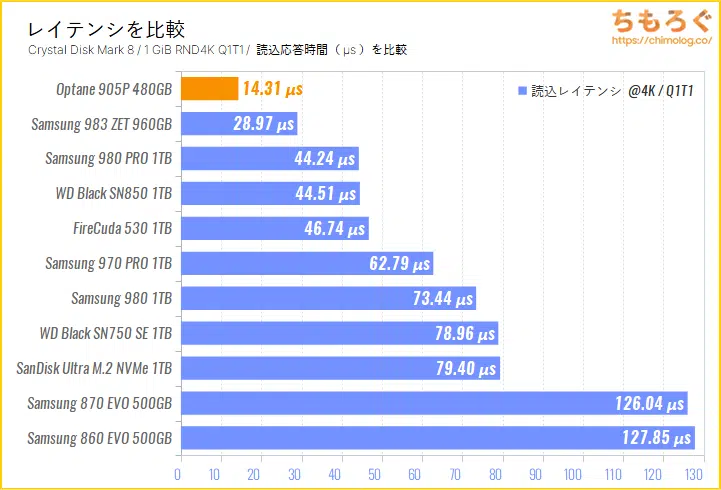 ちもろぐ
https://chimolog.co/
レイテンシを比較
Crystal Disk Mark 8 / 1 GiB RND4K Q1T1 / 読込応答時間（μs）を比較
読込レイテンシ @4K / Q1T1
Optane 905P 480GB 14.31 μs
Samsung 983 ZET 960GB 28.97 μs
Samsung 980 PRO 1TB 44.24 μs
WD Black SN850 1TB 44.51 μs
FireCuda 530 1TB 46.74 μs
Samsung 970 PRO 1TB 62.79 μs
Samsung 980 1TB 73.44 μs
WD Black SN750 SE 1TB 78.96 μs
SanDisk Ultra M.2 NVMe 1TB 79.40 μs
Samsung 870 EVO 500GB 126.04 μs
Samsung 860 EVO 500GB 127.85 μs
0 10 20 30 40 50 60 70 80 90 100 110 120 130